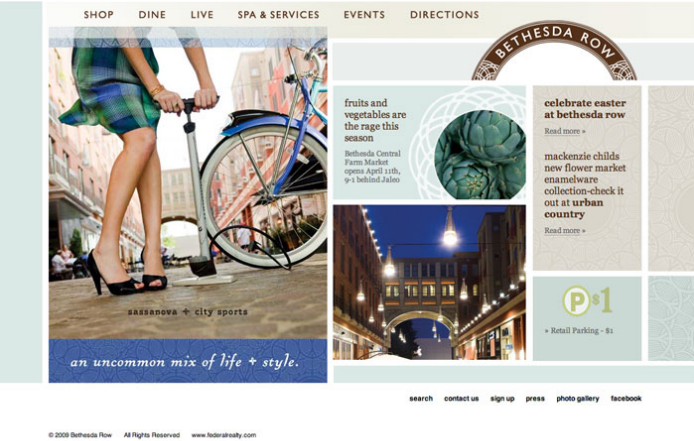 SHOP DINE LIVE SPA & SERVICES EVENTS DIRECTIONS
BETHESDA ROW
fruits and
vegetables are
the rage this
season
Bethesda Central
Farm Market
opens April 11th,
9-1 behind Jaleo
celebrate easter
at bethesda row
Read more »
mackenzie childs
new flower market
enamelware
collection-check it
out at urban
country
Read more »
P $1
» Retail Parking - $1
sassanova + city sports
an uncommon mix of life + style.
search contact us sign up press photo gallery facebook
© 2009 Bethesda Row All Rights Reserved www.federalrealty.com